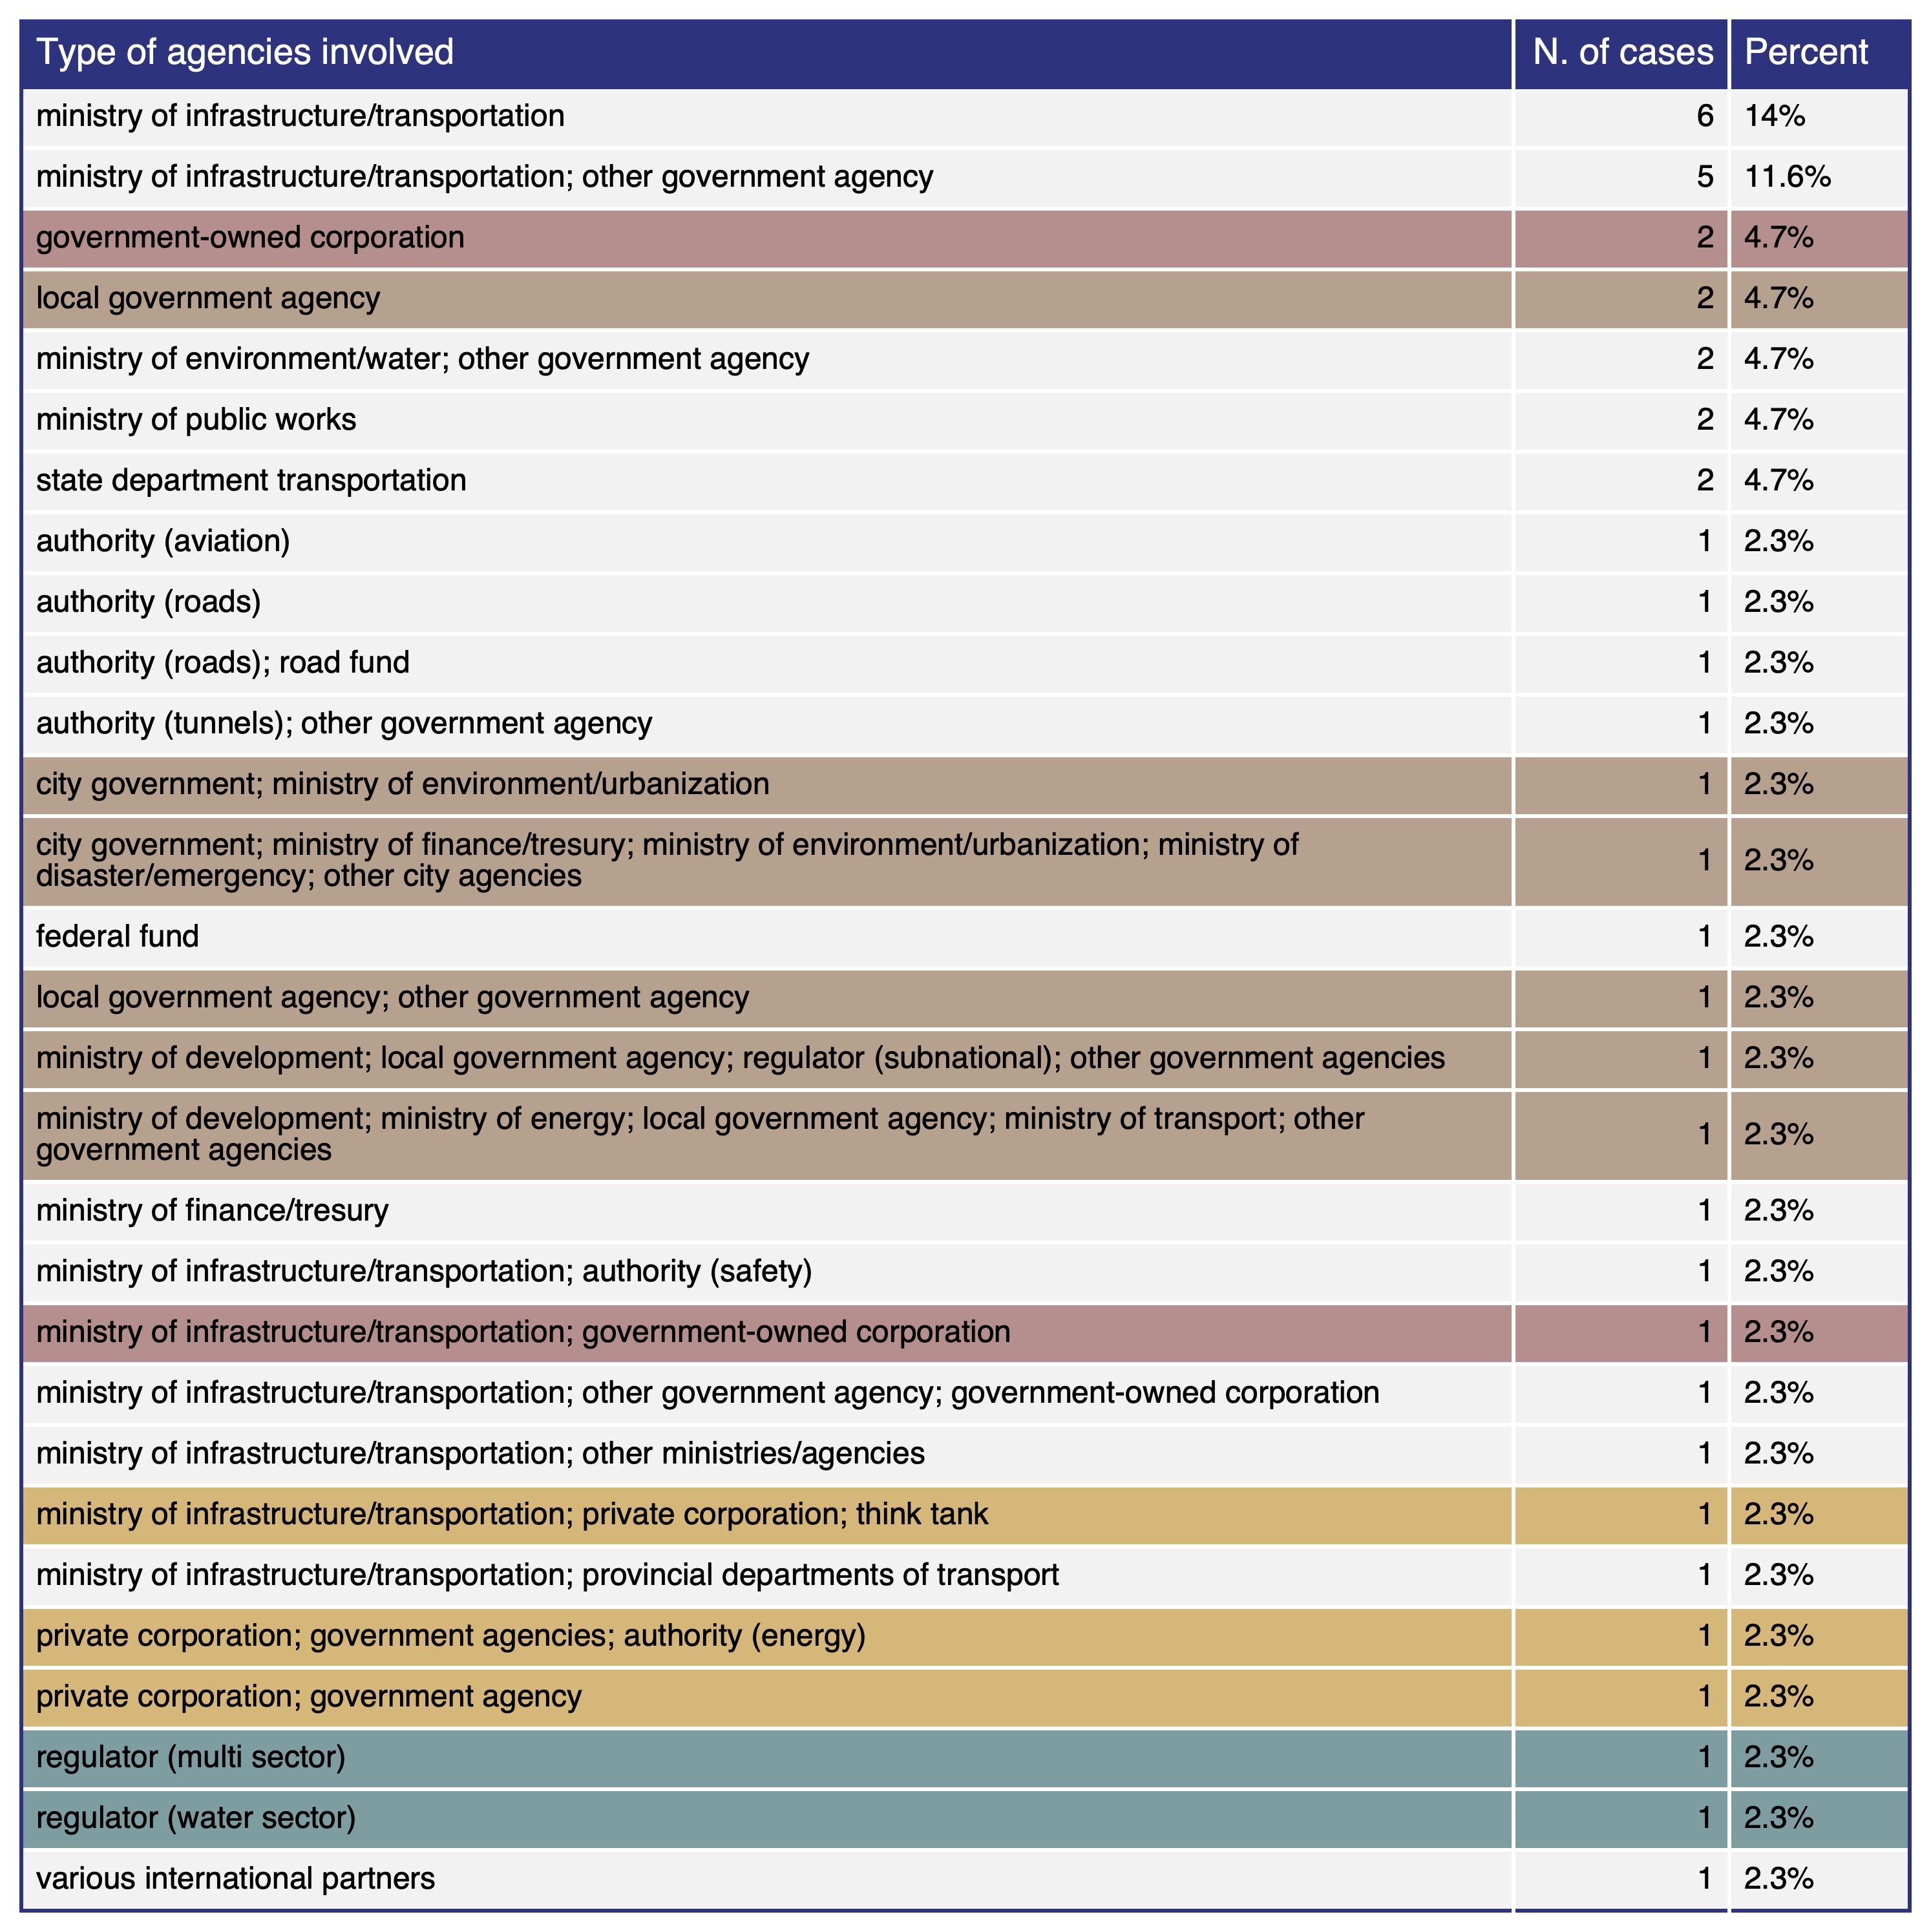 Type of agencies involved N. of cases Percent
ministry of infrastructure/transportation 6 14%
ministry of infrastructure/transportation; other government agency 5 11.6%
government-owned corporation 2 4.7%
local government agency 2 4.7%
ministry of environment/water; other government agency 2 4.7%
ministry of public works 2 4.7%
state department transportation 2 4.7%
authority (aviation) 1 2.3%
authority (roads) 1 2.3%
authority (roads); road fund 1 2.3%
authority (tunnels); other government agency 1 2.3%
city government; ministry of environment/urbanization 1 2.3%
city government; ministry of finance/tresury; ministry of environment/urbanization; ministry of
disaster/emergency; other city agencies 1 2.3%
federal fund 1 2.3%
local government agency; other government agency 1 2.3%
ministry of development; local government agency; regulator (subnational); other government agencies 1 2.3%
ministry of development; ministry of energy; local government agency; ministry of transport; other
government agencies 1 2.3%
ministry of finance/tresury 1 2.3%
ministry of infrastructure/transportation; authority (safety) 1 2.3%
ministry of infrastructure/transportation; government-owned corporation 1 2.3%
ministry of infrastructure/transportation; other government agency; government-owned corporation 1 2.3%
ministry of infrastructure/transportation; other ministries/agencies 1 2.3%
ministry of infrastructure/transportation; private corporation; think tank 1 2.3%
ministry of infrastructure/transportation; provincial departments of transport 1 2.3%
private corporation; government agencies; authority (energy) 1 2.3%
private corporation; government agency 1 2.3%
regulator (multi sector) 1 2.3%
regulator (water sector) 1 2.3%
various international partners 1 2.3%